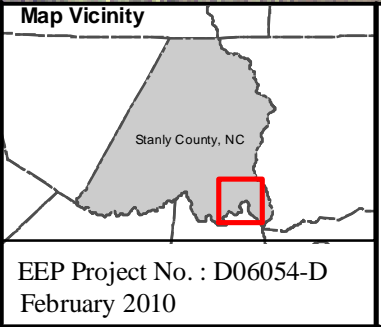 Map Vicinity
Stanly County, NC
EEP Project No. : D06054-D
February 2010